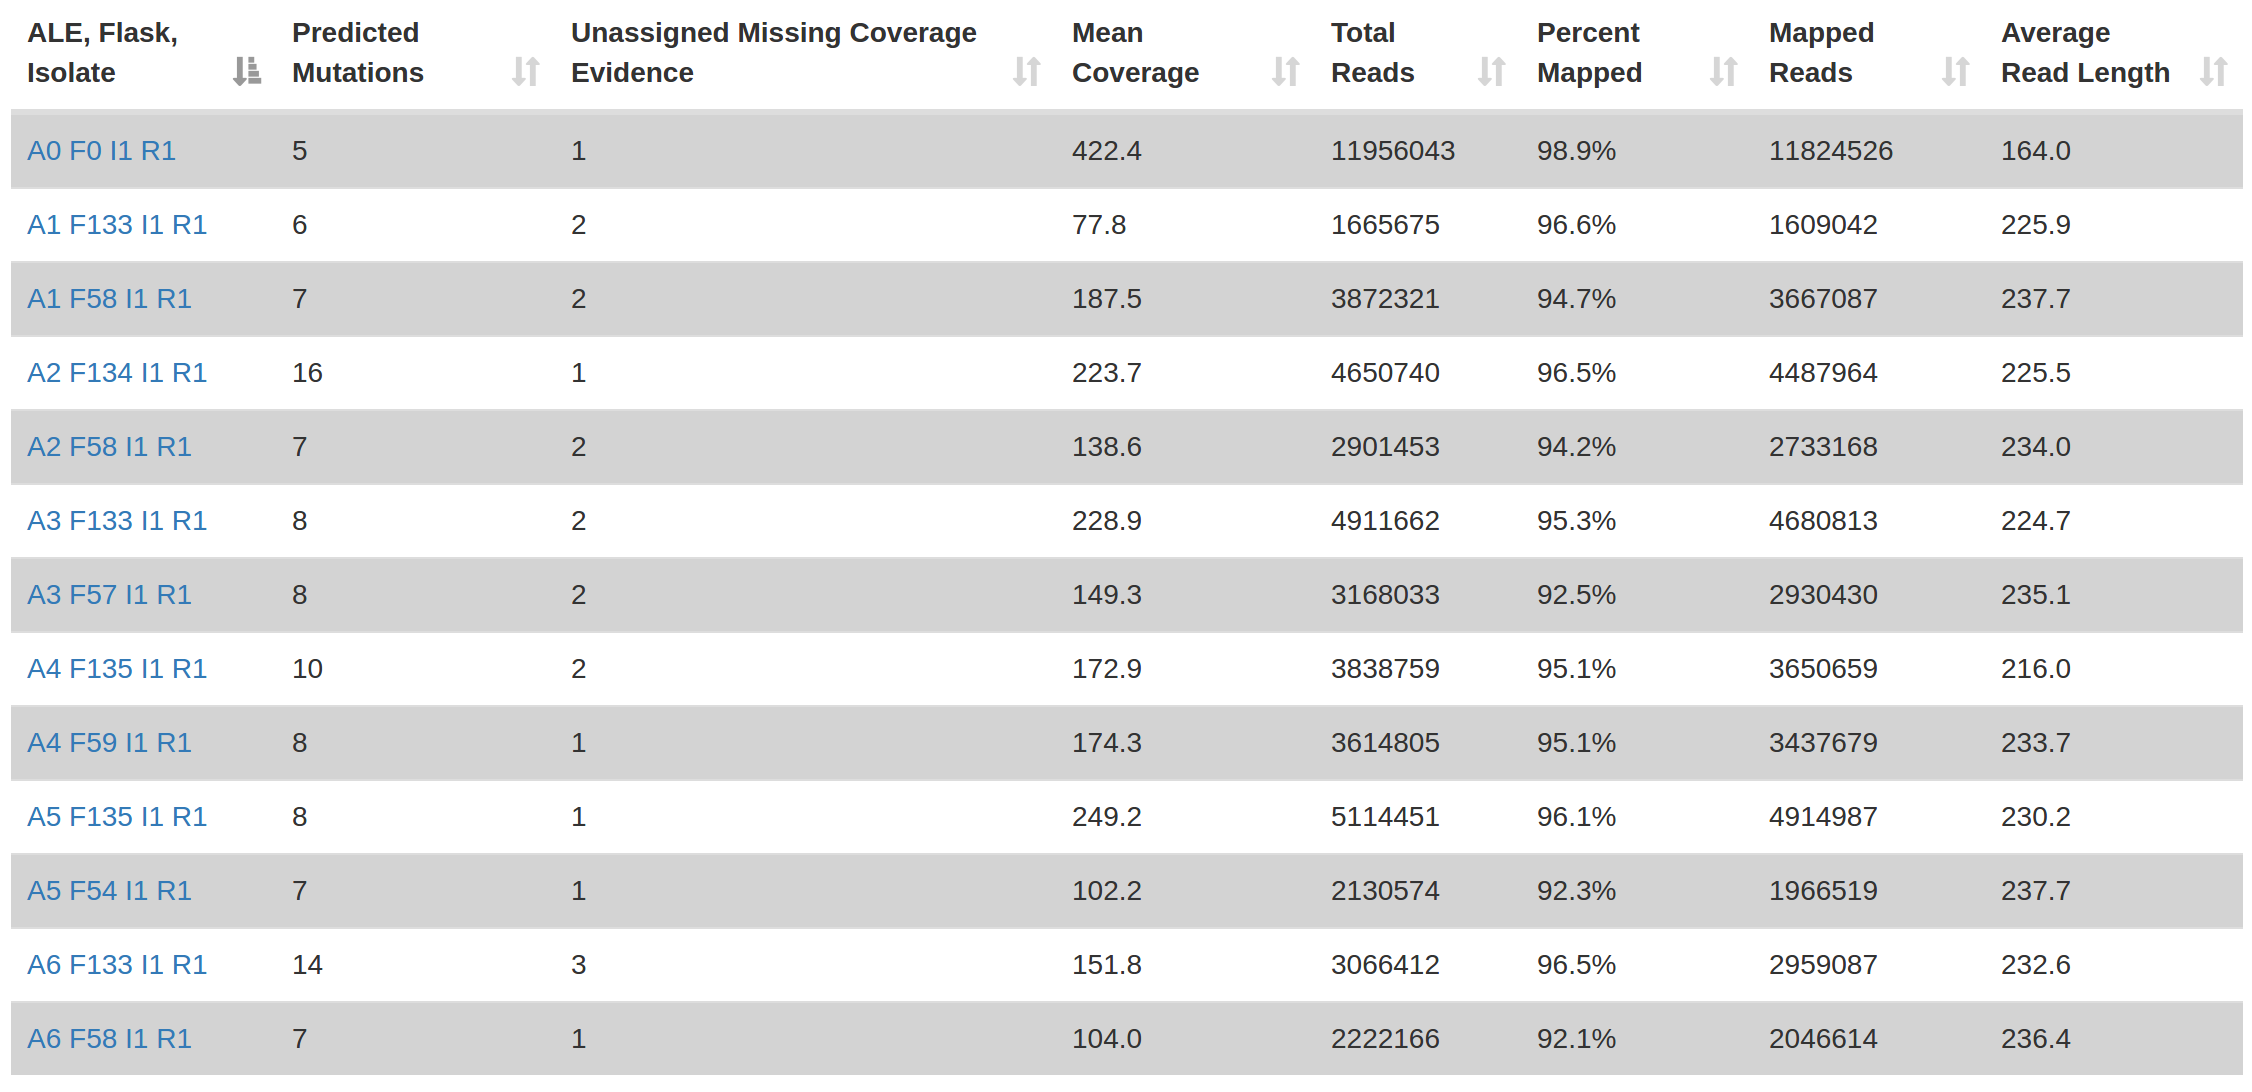 ALE, Flask, Isolate Predicted Mutations Unassigned Missing Coverage Evidence Mean Coverage Total Reads Percent Mapped Mapped Reads Average Read Length
A0 F0 I1 R1 5 1 422.4 11956043 98.9% 11824526 164.0
A1 F133 I1 R1 6 2 77.8 1665675 96.6% 1609042 225.9
A1 F58 I1 R1 7 2 187.5 3872321 94.7% 3667087 237.7
A2 F134 I1 R1 16 1 223.7 4650740 96.5% 4487964 225.5
A2 F58 I1 R1 7 2 138.6 2901453 94.2% 2733168 234.0
A3 F133 I1 R1 8 2 228.9 4911662 95.3% 4680813 224.7
A3 F57 I1 R1 8 2 149.3 3168033 92.5% 2930430 235.1
A4 F135 I1 R1 10 2 172.9 3838759 95.1% 3650659 216.0
A4 F59 I1 R1 8 1 174.3 3614805 95.1% 3437679 233.7
A5 F135 I1 R1 8 1 249.2 5114451 96.1% 4914987 230.2
A5 F54 I1 R1 7 1 102.2 2130574 92.3% 1966519 237.7
A6 F133 I1 R1 14 3 151.8 3066412 96.5% 2959087 232.6
A6 F58 I1 R1 7 1 104.0 2222166 92.1% 2046614 236.4